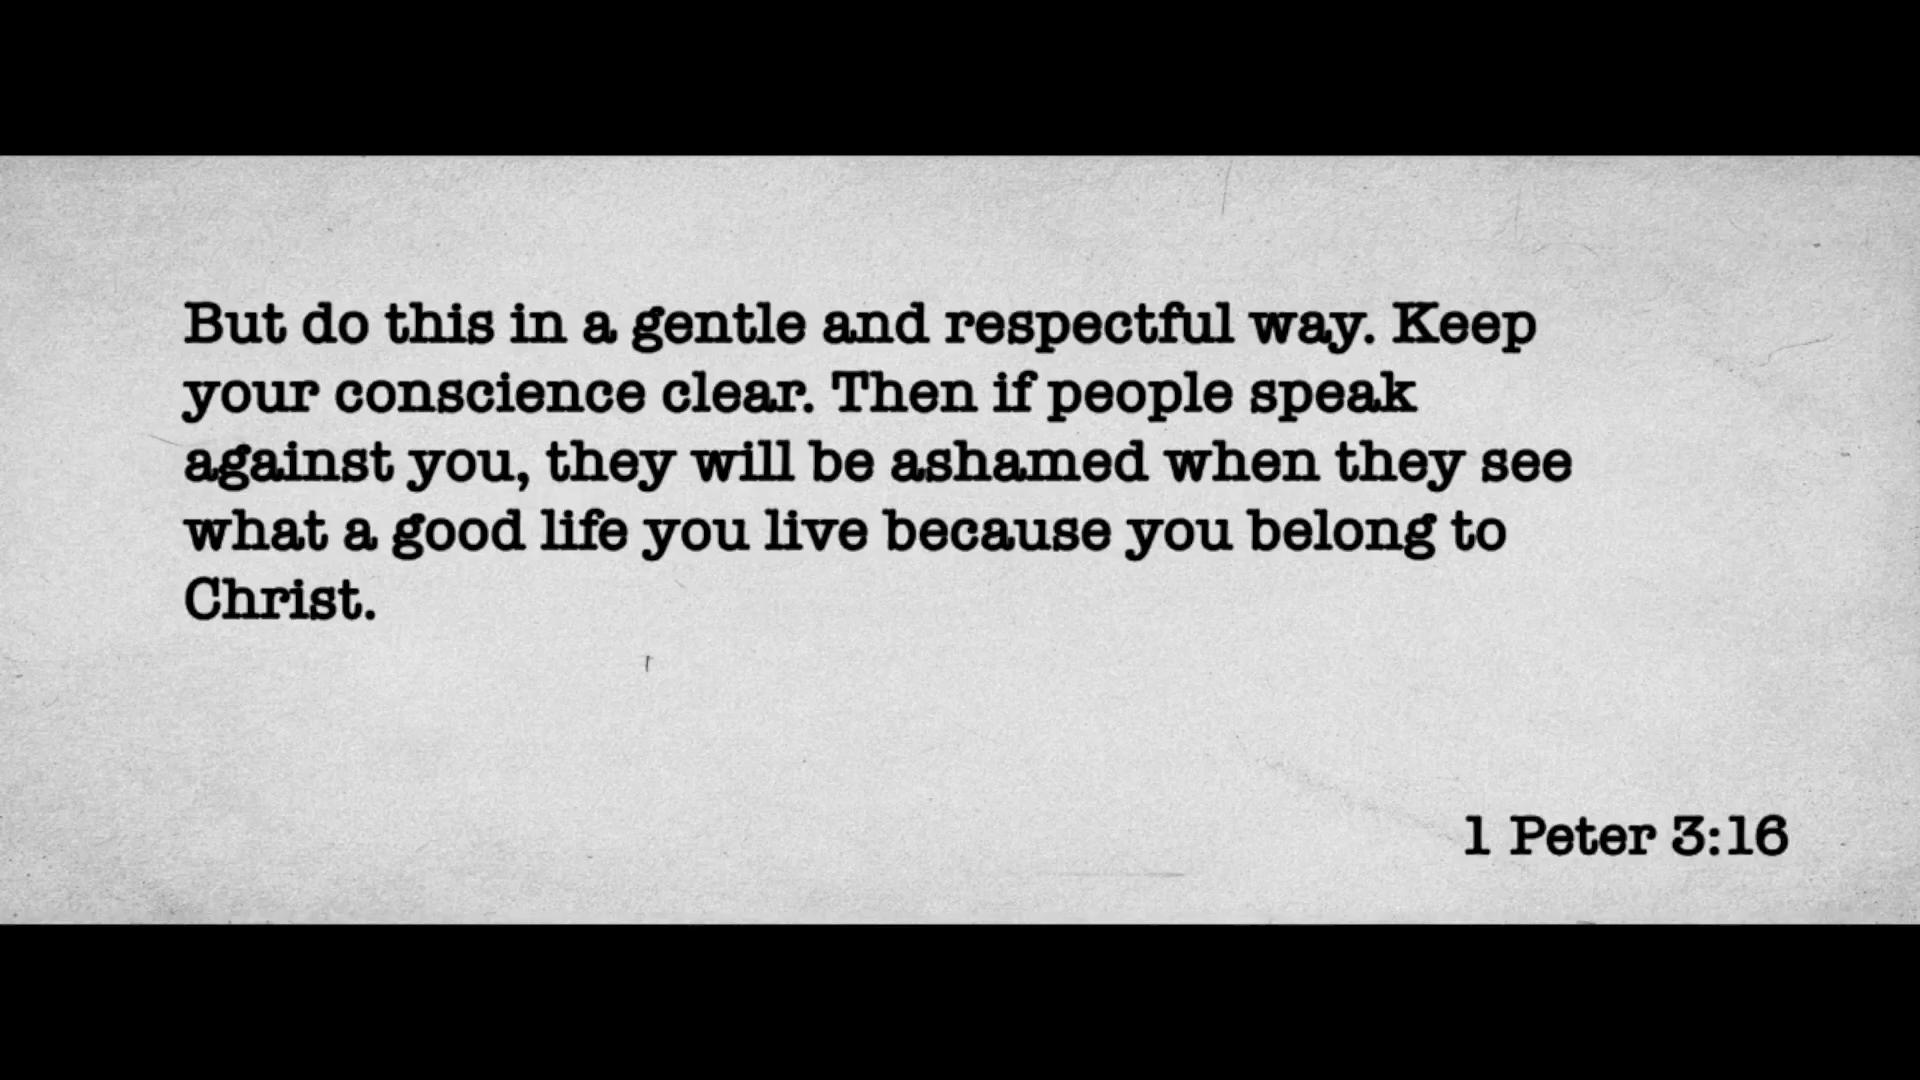 But do this in a gentle and respectful way. Keep
your conscience clear. Then if people speak
against you, they will be ashamed when they see
what a good life you live because you belong to
Christ.
1 Peter 3:16